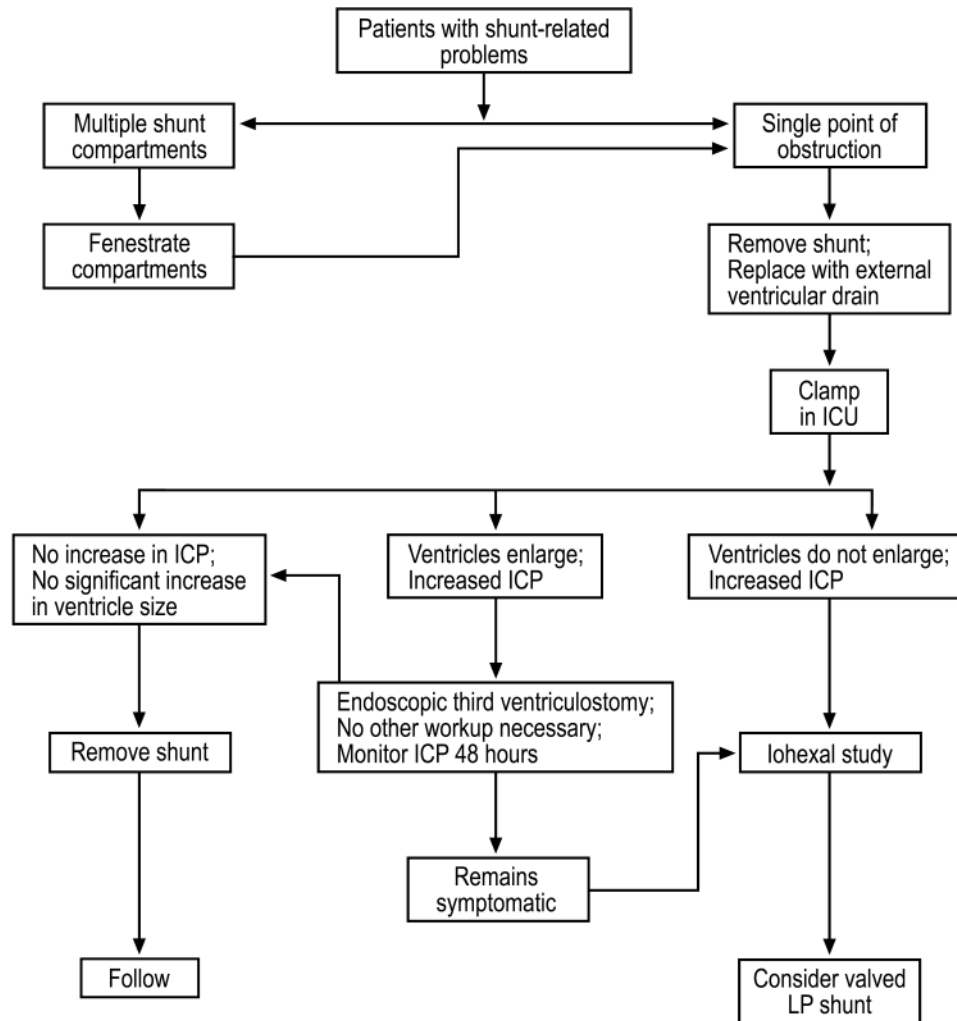 Patients with shunt-related
problems
Multiple shunt
compartments
Single point of
obstruction
Fenestrate
compartments
Remove shunt;
Replace with external
ventricular drain
Clamp
in ICU
No increase in ICP;
No significant increase
in ventricle size
Ventricles enlarge;
Increased ICP
Ventricles do not enlarge;
Increased ICP
Endoscopic third ventriculostomy;
No other workup necessary;
Monitor ICP 48 hours
Remove shunt
Iohexal study
Remains
symptomatic
Follow
Consider valved
LP shunt